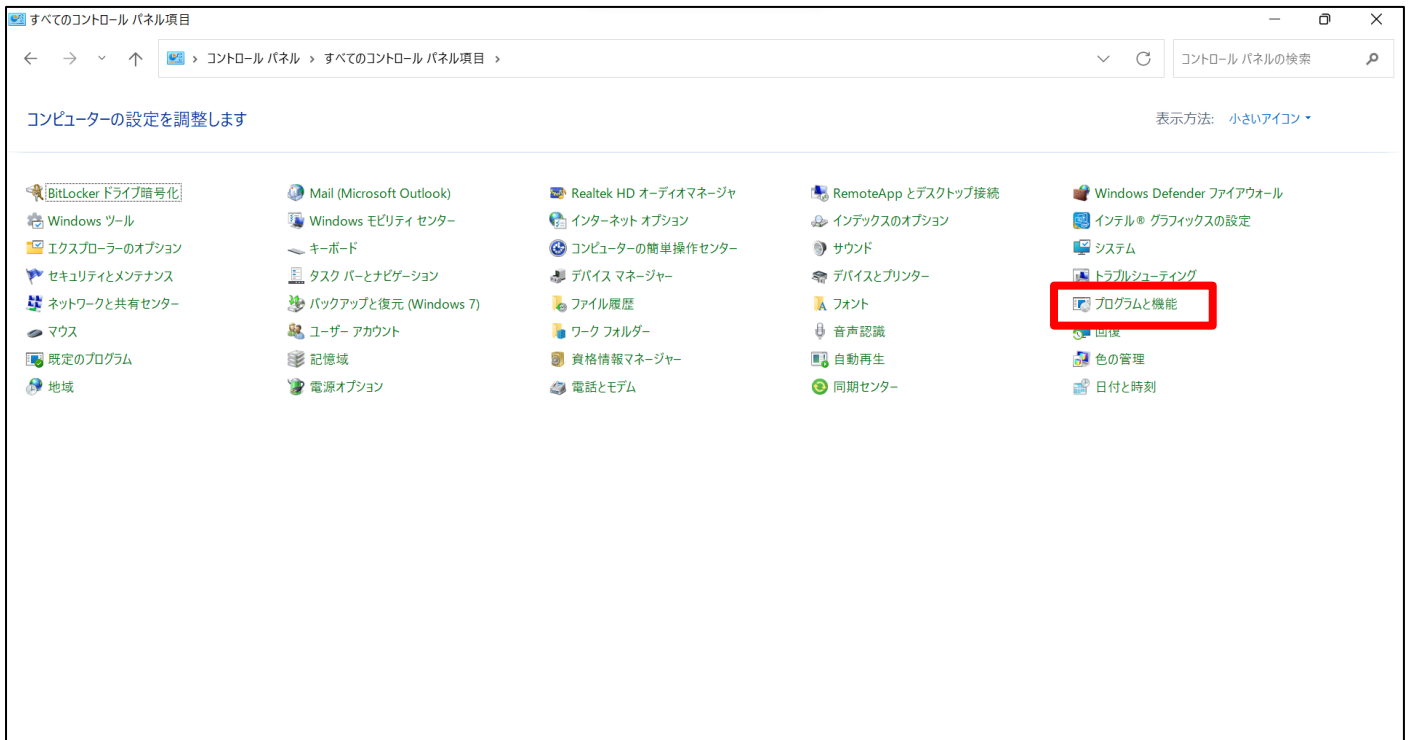 すべてのコントロール パネル項目
コントロール パネル › すべてのコントロール パネル項目 ›
コントロール パネルの検索
コンピューターの設定を調整します
表示方法: 小さいアイコン
BitLocker ドライブ暗号化 Mail (Microsoft Outlook) Realtek HD オーディオマネージャ RemoteApp とデスクトップ接続 Windows Defender ファイアウォール
Windows ツール Windows モビリティ センター インターネット オプション インデックスのオプション インテル® グラフィックスの設定
エクスプローラーのオプション キーボード コンピューターの簡単操作センター サウンド システム
セキュリティとメンテナンス タスク バーとナビゲーション デバイス マネージャー デバイスとプリンター トラブルシューティング
ネットワークと共有センター バックアップと復元 (Windows 7) ファイル履歴 フォント プログラムと機能
マウス ユーザー アカウント ワーク フォルダー 音声認識 回復
既定のプログラム 記憶域 資格情報マネージャー 自動再生 色の管理
地域 電源オプション 電話とモデム 同期センター 日付と時刻